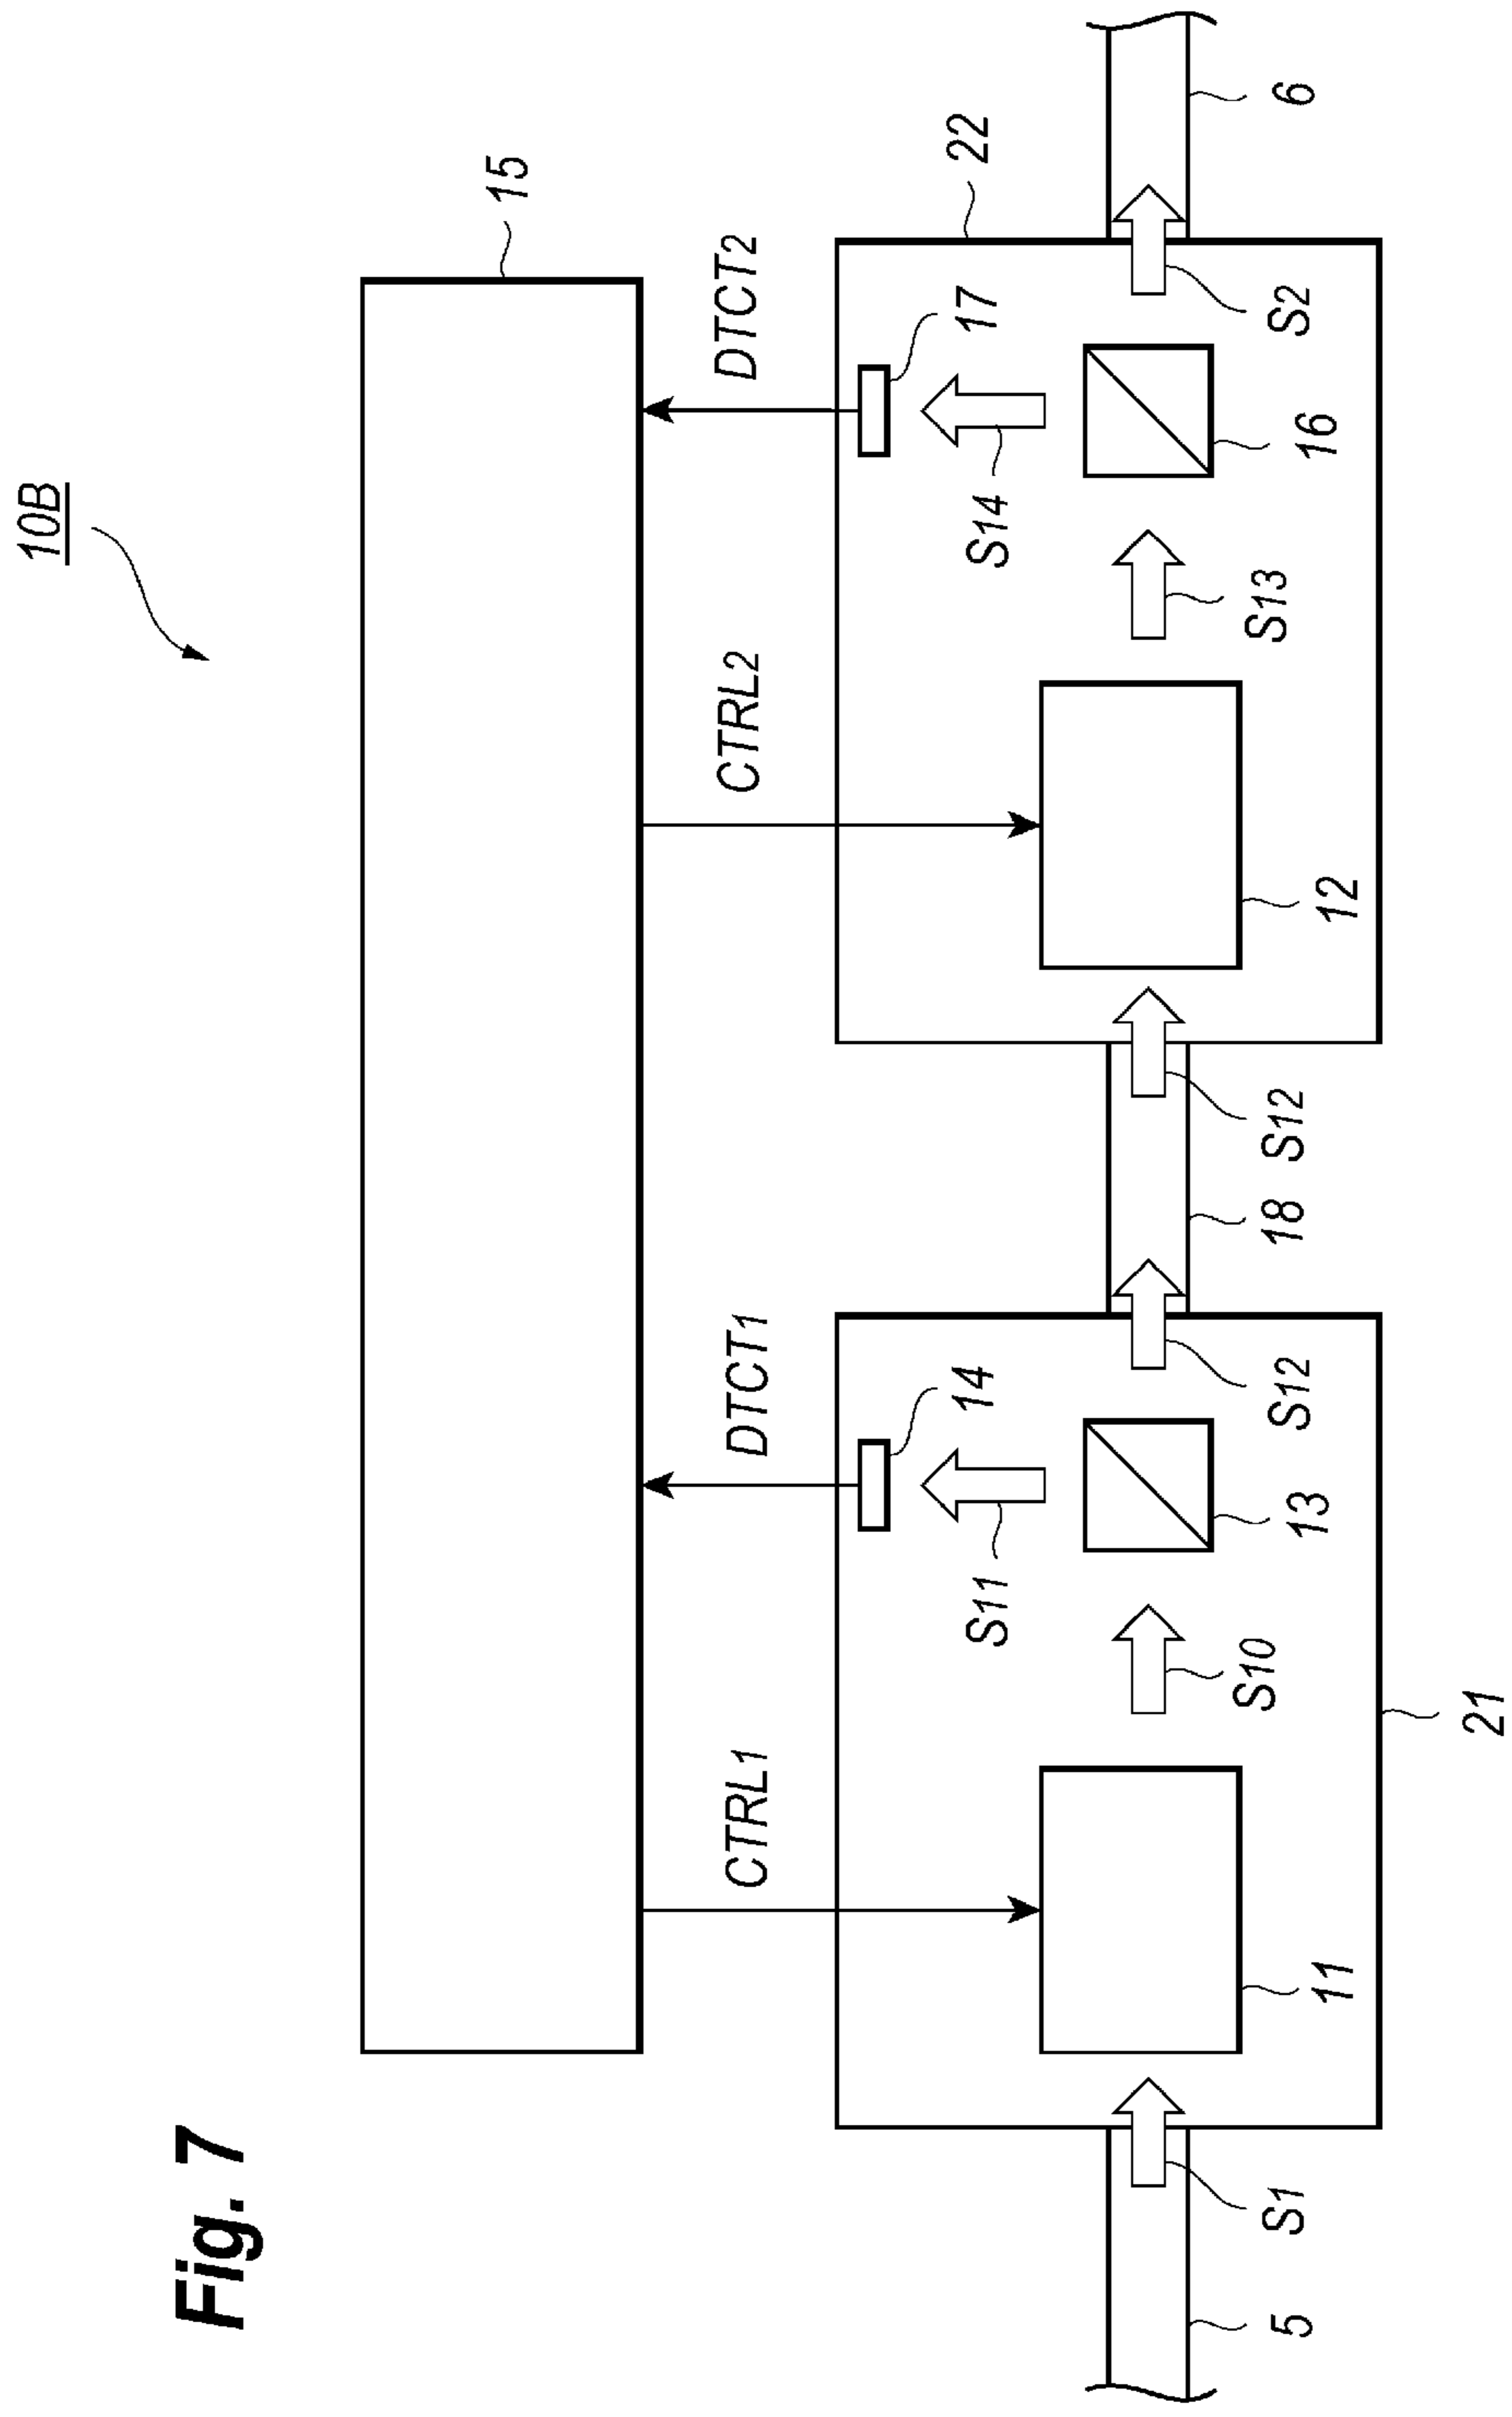 Fig. 7
10B
15
CTRL1
DTCT1
CTRL2
DTCT2
22
14
17
S11
S14
S10
13
S12
S13
16
S2
5
S1
11
21
18
S12
12
6